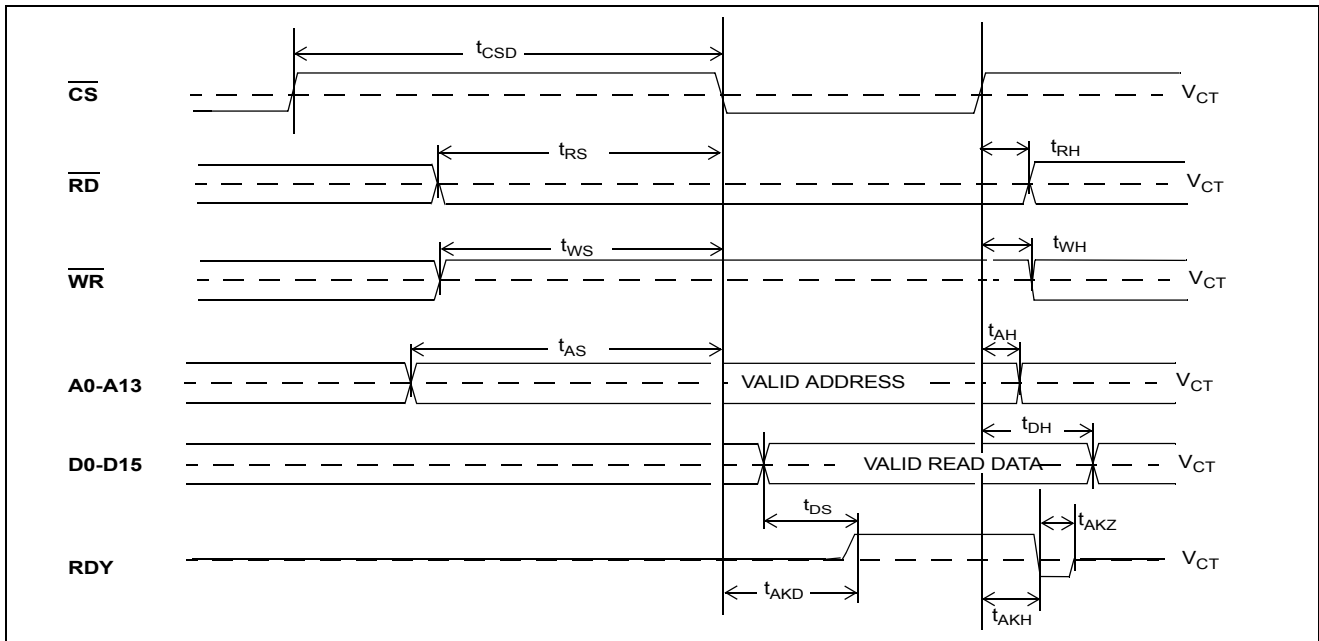 tCSD
CS
VCT
tRS
tRH
RD
VCT
tWS
tWH
WR
VCT
tAS
tAH
A0-A13
VALID ADDRESS
VCT
tDH
D0-D15
VALID READ DATA
VCT
tDS
tAKZ
RDY
VCT
tAKD
tAKH